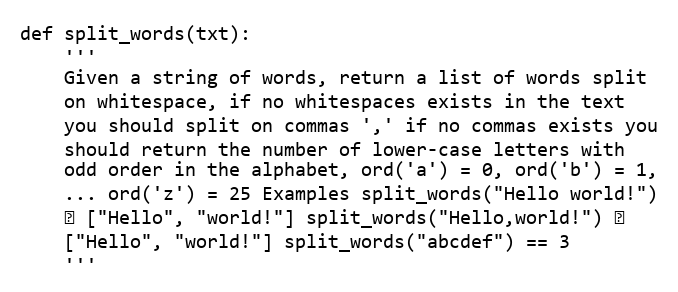 def split_words(txt):
    '''
    Given a string of words, return a list of words split
    on whitespace, if no whitespaces exists in the text
    you should split on commas ',' if no commas exists you
    should return the number of lower-case letters with
    odd order in the alphabet, ord('a') = 0, ord('b') = 1,
    ... ord('z') = 25 Examples split_words("Hello world!")
    ["Hello", "world!"] split_words("Hello,world!")
    ["Hello", "world!"] split_words("abcdef") == 3
    '''